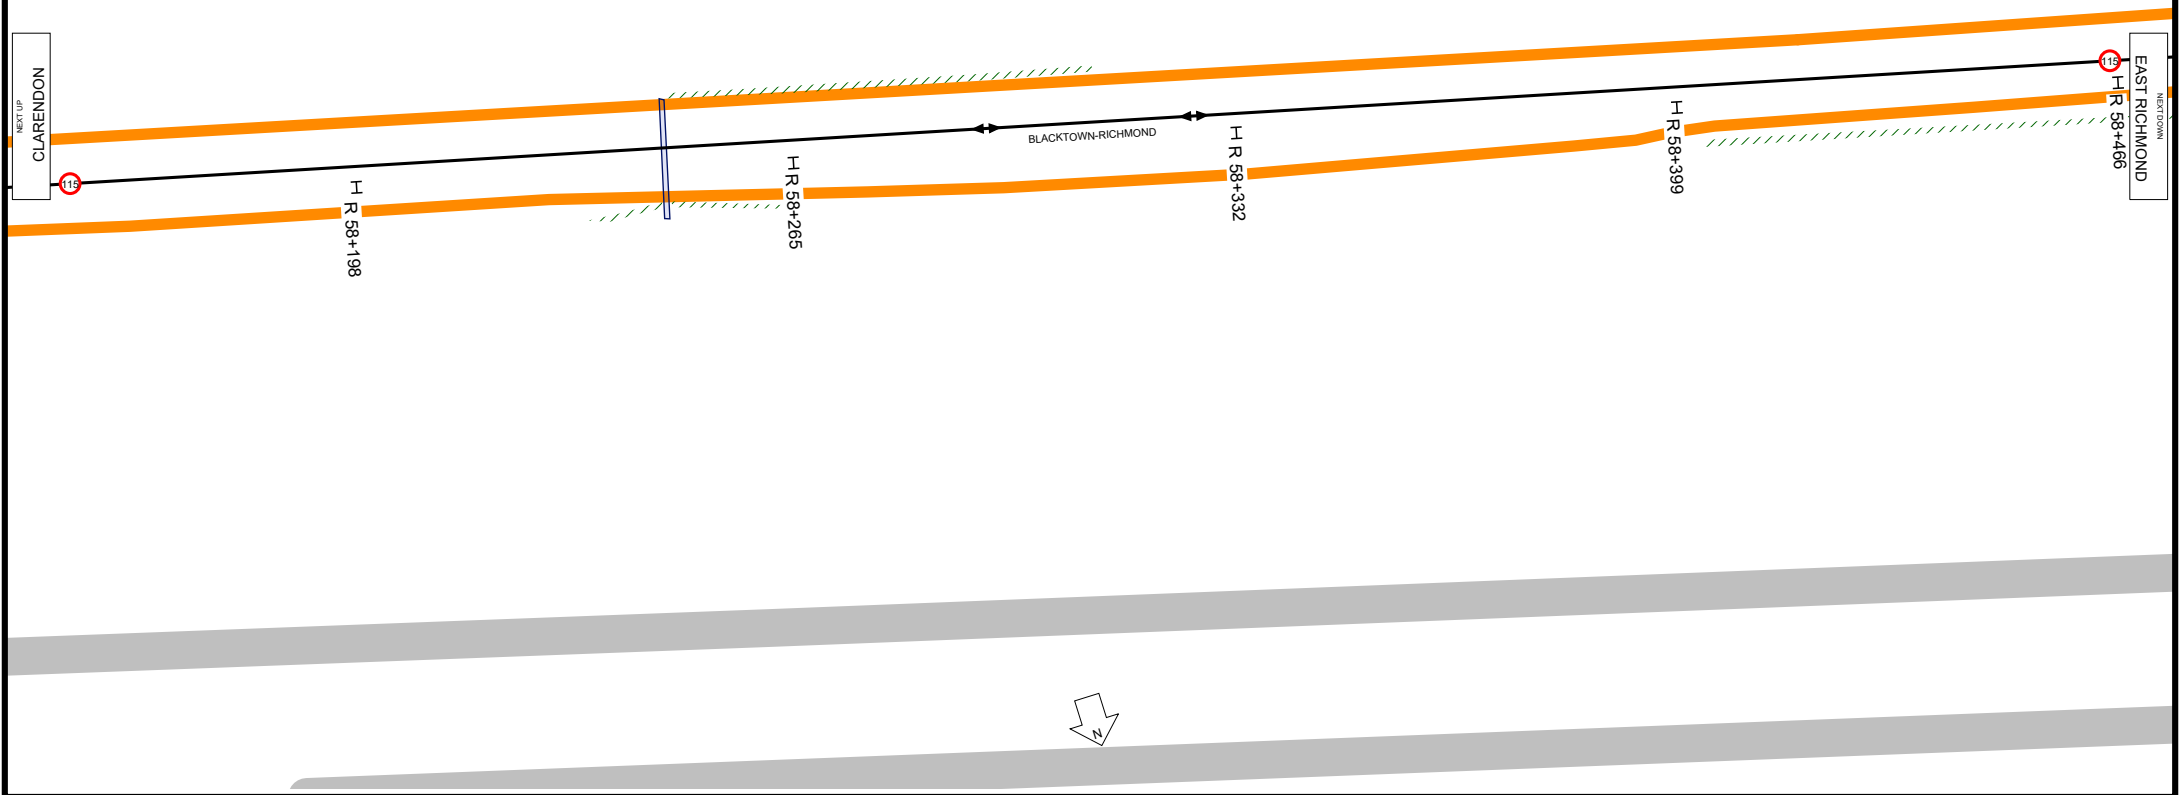 NEXT UP
CLARENDON
115
R 58+198
R 58+265
BLACKTOWN-RICHMOND
R 58+332
R 58+399
115
R 58+466
EAST RICHMOND
NEXT DOWN
N